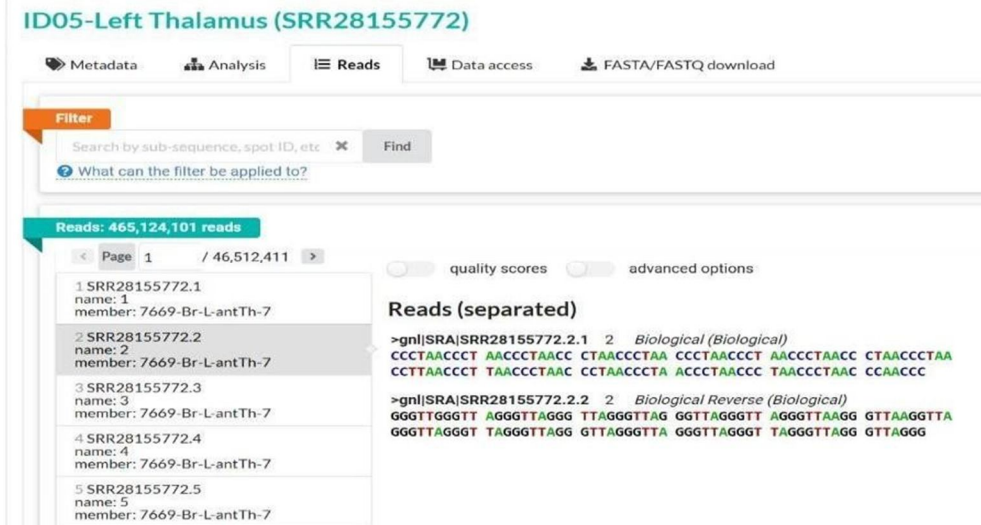 ID05-Left Thalamus (SRR28155772)
Metadata Analysis Reads Data access FASTA/FASTQ download
Filter
Search by sub-sequence, spot ID, etc ✖ Find
What can the filter be applied to?
Reads: 465,124,101 reads
< Page 1 / 46,512,411 >
1 SRR28155772.1
name: 1
member: 7669-Br-L-antTh-7
2 SRR28155772.2
name: 2
member: 7669-Br-L-antTh-7
3 SRR28155772.3
name: 3
member: 7669-Br-L-antTh-7
4 SRR28155772.4
name: 4
member: 7669-Br-L-antTh-7
5 SRR28155772.5
name: 5
member: 7669-Br-L-antTh-7
quality scores advanced options
Reads (separated)
>gnl|SRA|SRR28155772.2.1 2 Biological (Biological)
CCCTAACCCT AACCCTAACC CTAACCCTAA CCCTAACCCT AACCCTAACC CTAACCCTAA
CCTTAACCCT TAACCCTAAC CCTAACCCTA ACCCTAACCC TAACCCTAAC CCAACCC
>gnl|SRA|SRR28155772.2.2 2 Biological Reverse (Biological)
GGGTTGGGTT AGGGTTAGGG TTAGGGTTAG GGTTAGGGTT AGGGTTAAGG GTTAAGGTTA
GGGTTAGGGT TAGGGTTAGG GTTAGGGTTA GGGTTAGGGT TAGGGTTAGG GTTAGGG